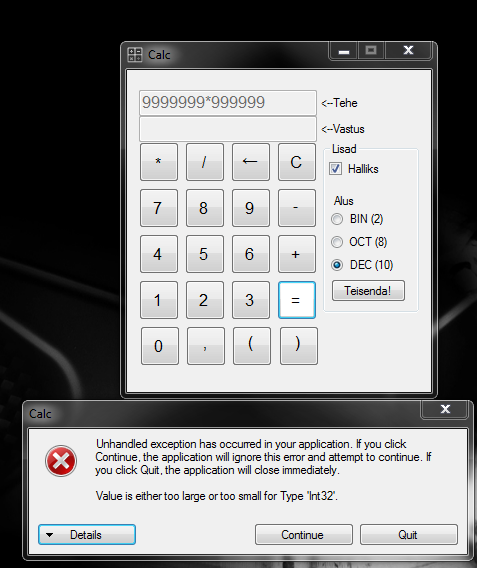 Calc
9999999*999999 <--Tehe
<--Vastus
Lisad
* / ← C
Halliks
7 8 9 -
Alus
BIN (2)
4 5 6 +
OCT (8)
DEC (10)
1 2 3 =
Teisenda!
0 , ( )
Calc
Unhandled exception has occurred in your application. If you click
Continue, the application will ignore this error and attempt to continue. If
you click Quit, the application will close immediately.
Value is either too large or too small for Type 'Int32'.
Details Continue Quit